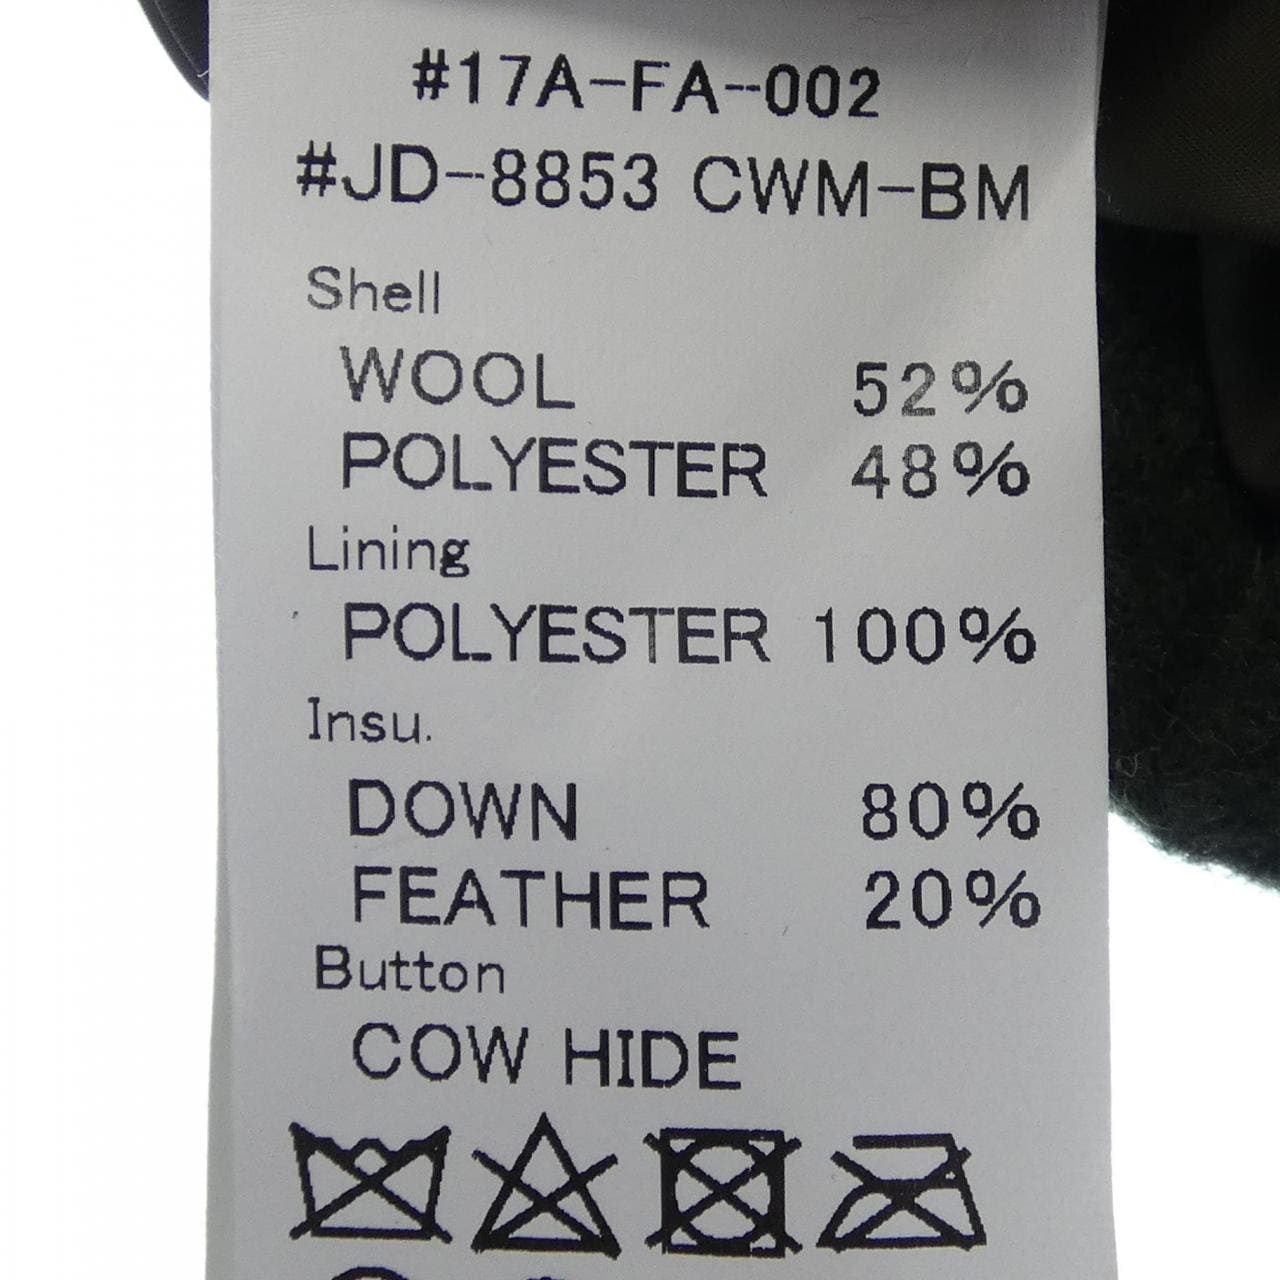 #17A-FA-002
#JD-8853 CWM-BM
Shell
WOOL 52%
POLYESTER 48%
Lining
POLYESTER 100%
Insu.
DOWN 80%
FEATHER 20%
Button
COW HIDE